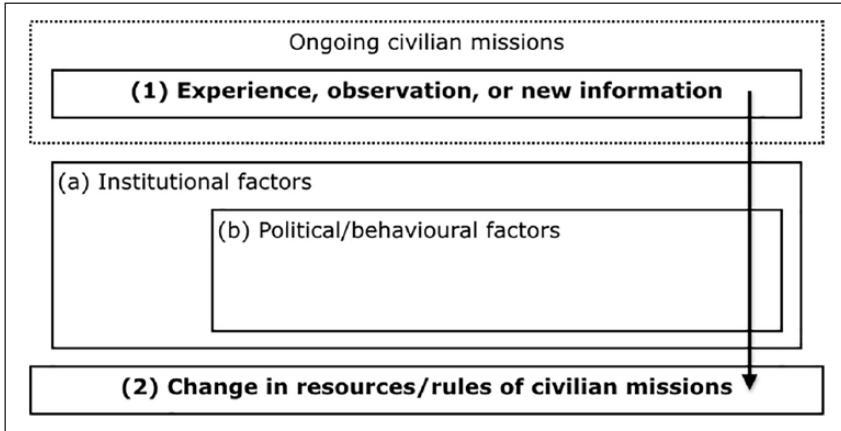 Ongoing civilian missions
(1) Experience, observation, or new information
(a) Institutional factors
(b) Political/behavioural factors
(2) Change in resources/rules of civilian missions